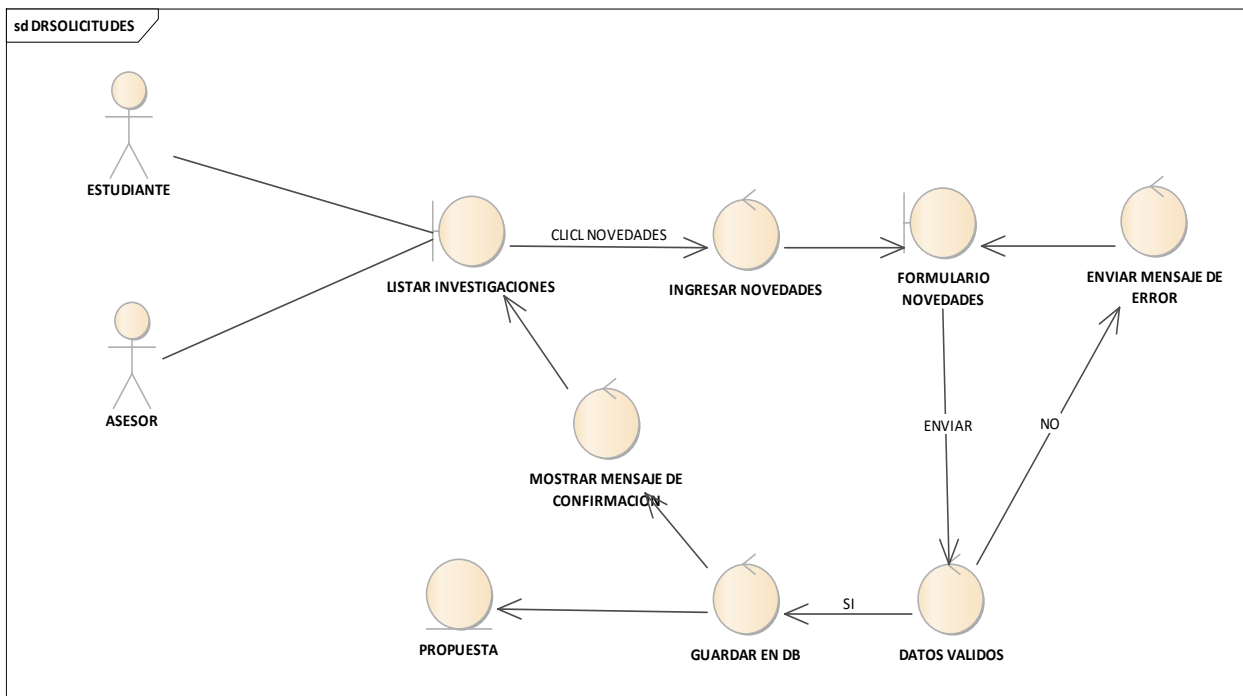 sd DRSOLICITUDES
ESTUDIANTE
CLICL NOVEDADES
LISTAR INVESTIGACIONES
INGRESAR NOVEDADES
FORMULARIO
NOVEDADES
ENVIAR MENSAJE DE
ERROR
ASESOR
ENVIAR
NO
MOSTRAR MENSAJE DE
CONFIRMACION
SI
PROPUESTA
GUARDAR EN DB
DATOS VALIDOS